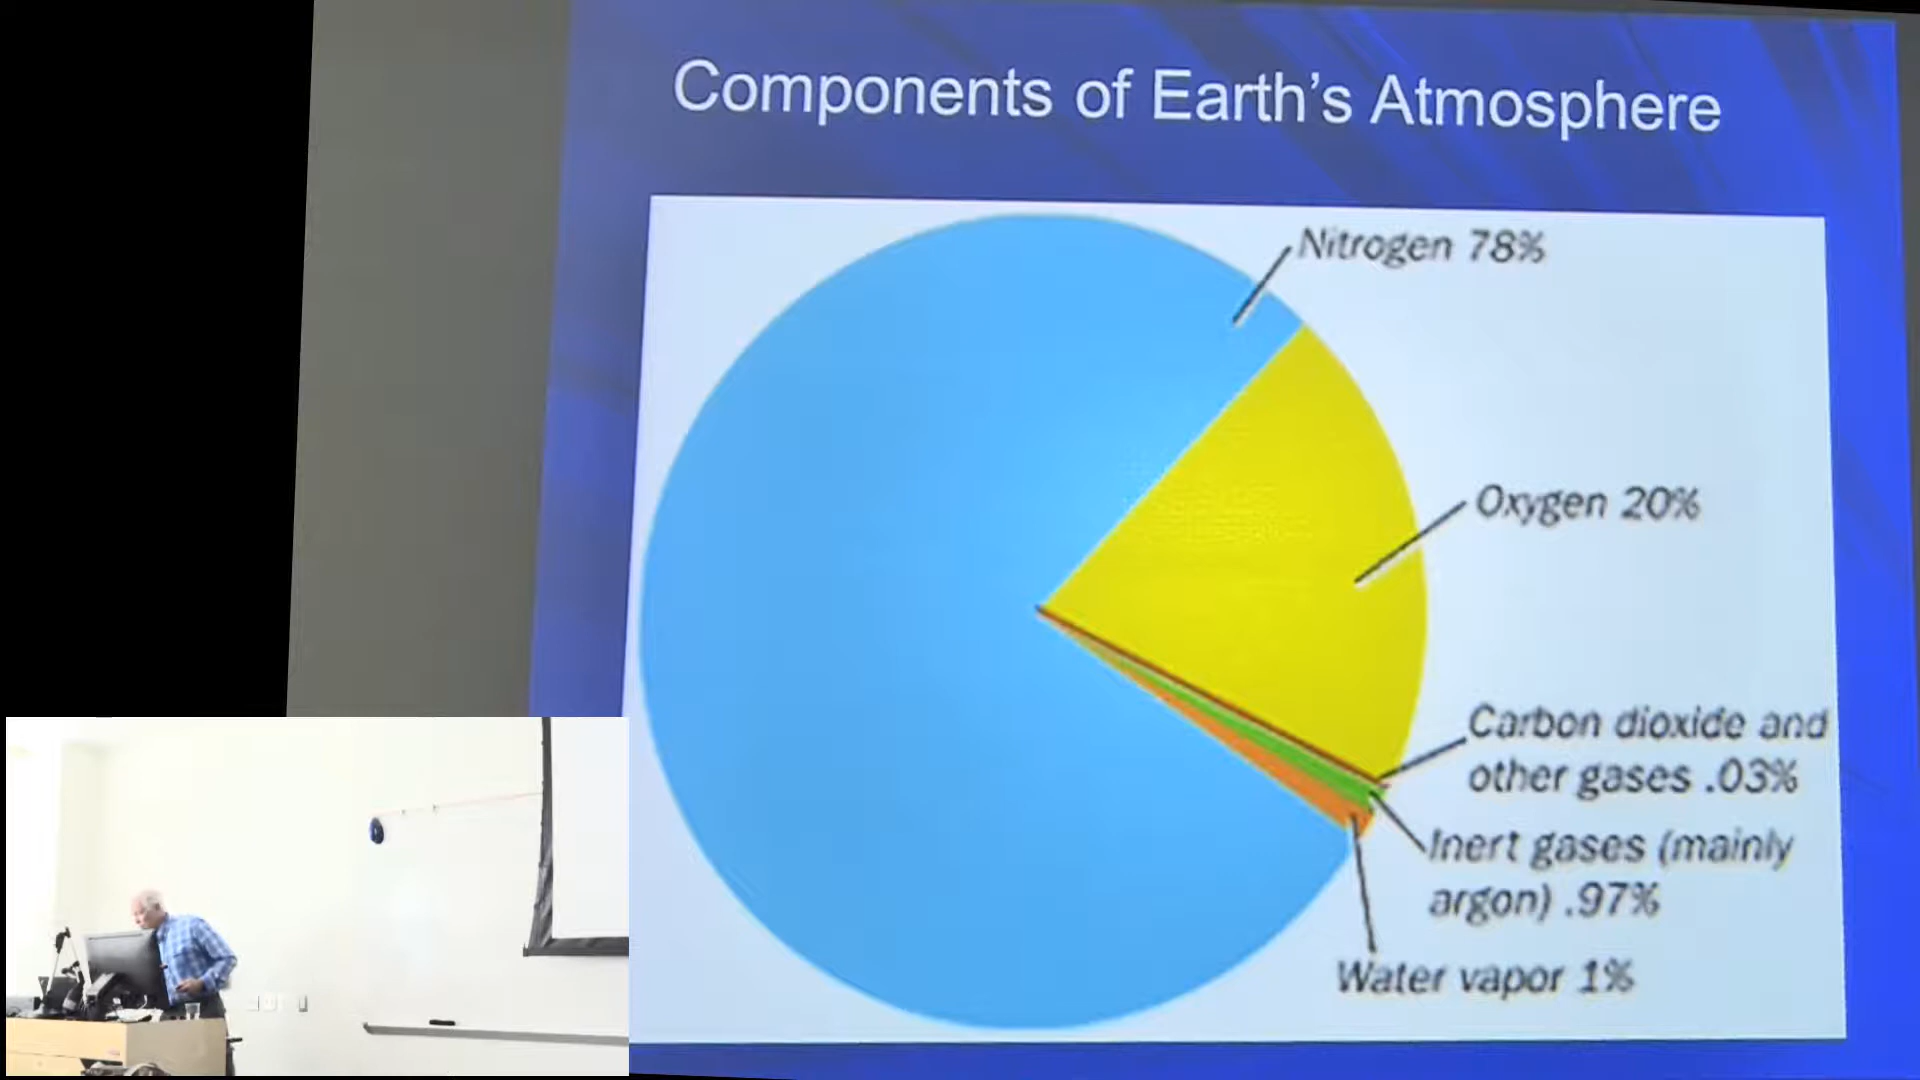 Components of Earth's Atmosphere
Nitrogen 78%
Oxygen 20%
Carbon dioxide and
other gases .03%
Inert gases (mainly
argon) .97%
Water vapor 1%